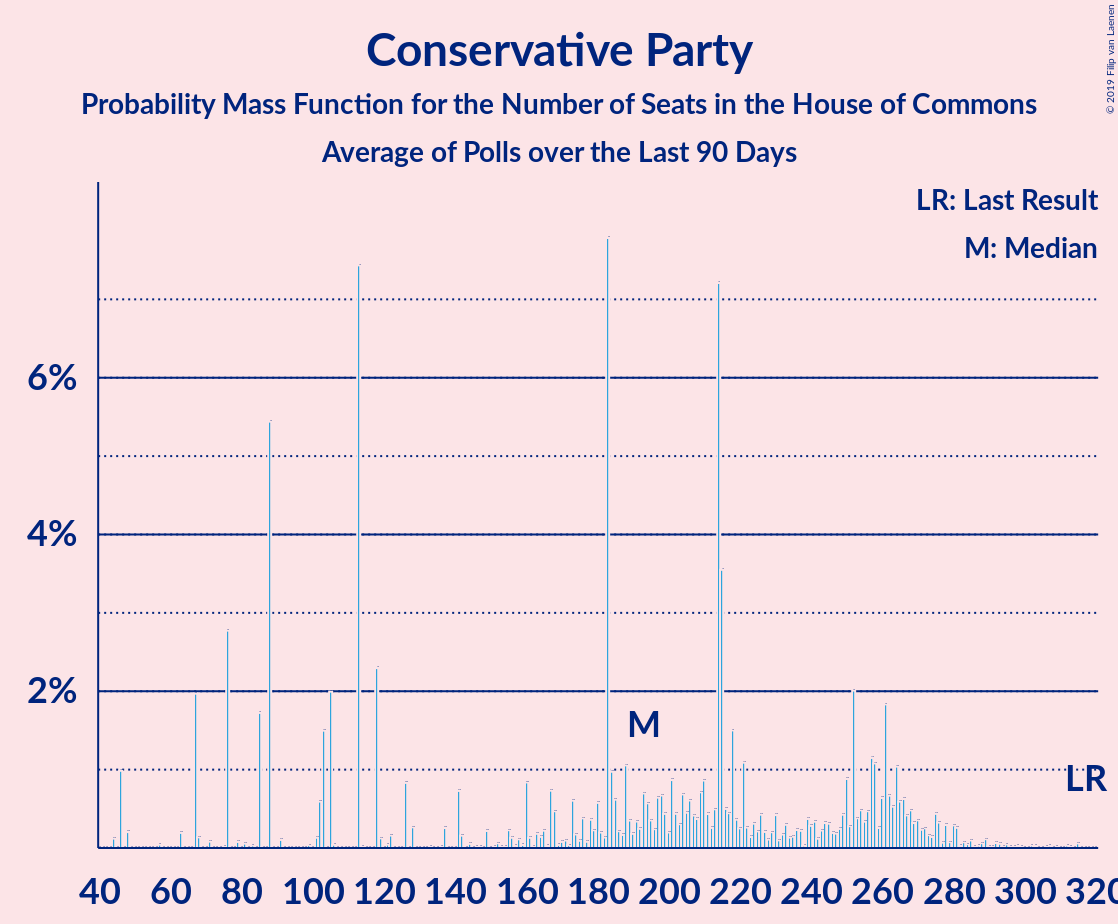 Conservative Party
Probability Mass Function for the Number of Seats in the House of Commons
Average of Polls over the Last 90 Days
© 2019 Filip van Laenen
LR: Last Result
M: Median
6%
4%
2%
M
LR
40 60 80 100 120 140 160 180 200 220 240 260 280 300 320